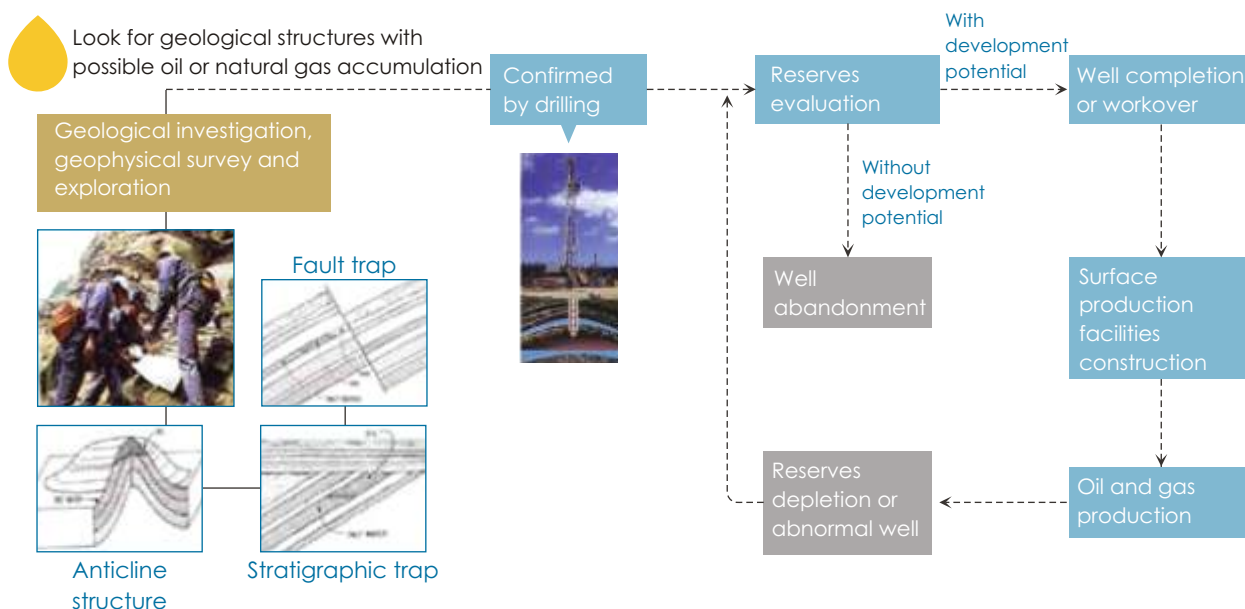 Look for geological structures with
possible oil or natural gas accumulation
Geological investigation,
geophysical survey and
exploration
Fault trap
Anticline
structure
Stratigraphic trap
Confirmed
by drilling
Reserves
evaluation
With
development
potential
Well completion
or workover
Without
development
potential
Well
abandonment
Surface
production
facilities
construction
Oil and gas
production
Reserves
depletion or
abnormal well